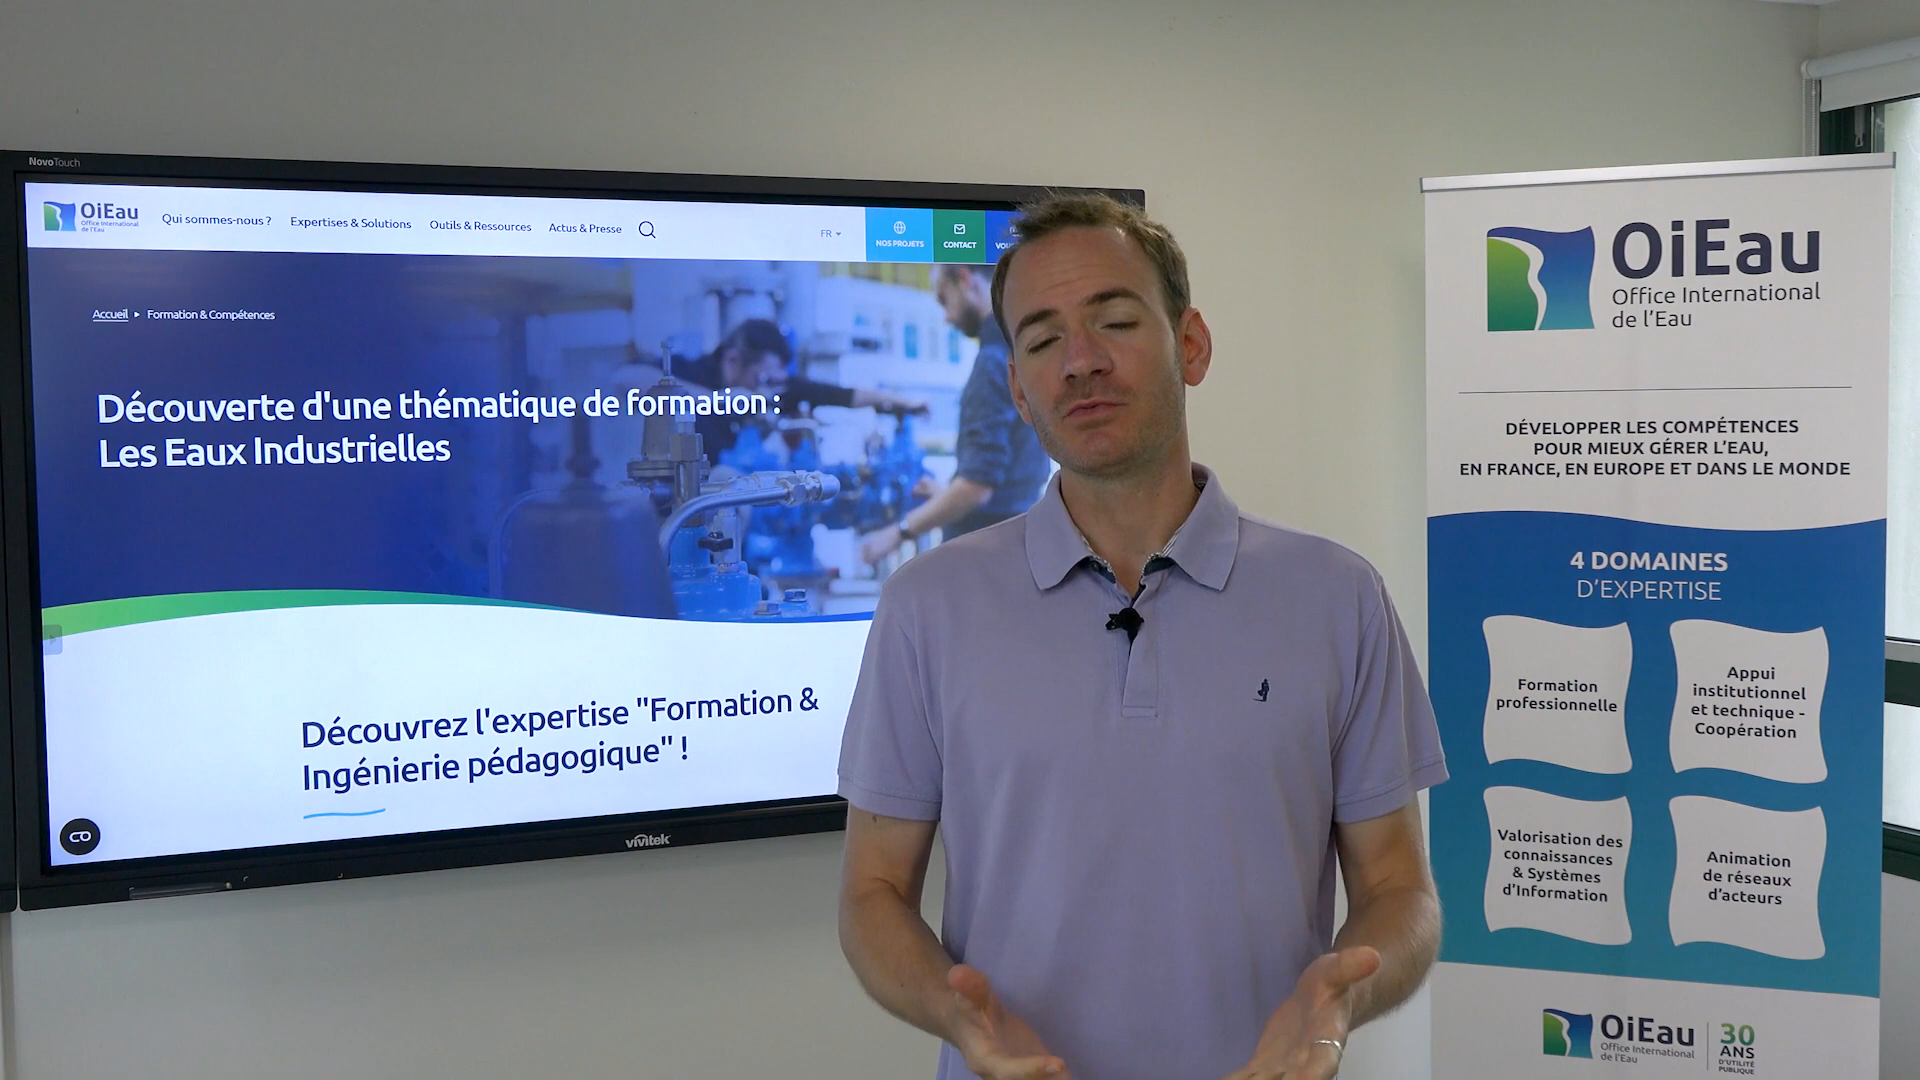 NovoTouch
OiEau
Office International
de l'Eau
Qui sommes-nous ?
Expertises & Solutions
Outils & Ressources
Actus & Presse
FR
NOS PROJETS
CONTACT
Accueil ▸ Formation & Compétences
Découverte d'une thématique de formation :
Les Eaux Industrielles
Découvrez l'expertise "Formation &
Ingénierie pédagogique" !
vivitek
OiEau
Office International
de l'Eau
DÉVELOPPER LES COMPÉTENCES
POUR MIEUX GÉRER L'EAU,
EN FRANCE, EN EUROPE ET DANS LE MONDE
4 DOMAINES
D'EXPERTISE
Formation
professionnelle
Appui
institutionnel
et technique -
Coopération
Valorisation des
connaissances
& Systèmes
d'Information
Animation
de réseaux
d'acteurs
OiEau
Office International
de l'Eau
30
ANS
D'UTILITÉ
PUBLIQUE